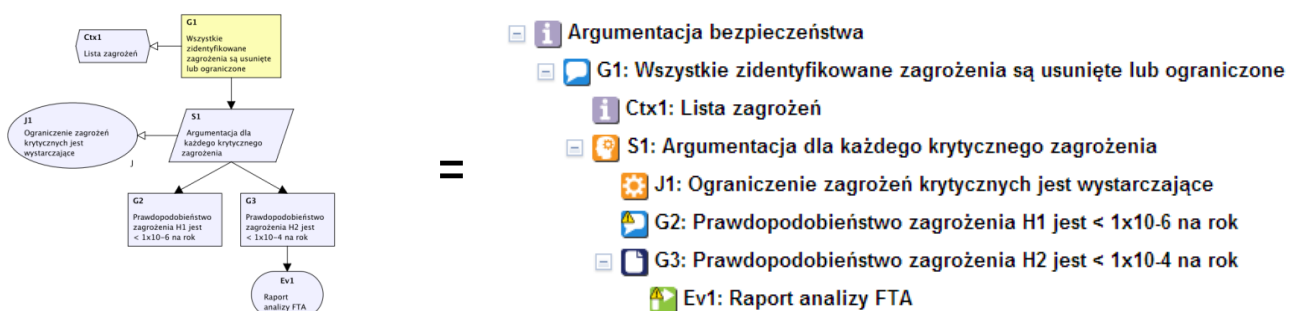 G1
Wszystkie
zidentyfikowane
zagrożenia są usunięte
lub ograniczone
Ctx1
Lista zagrożeń
J1
Ograniczenie zagrożeń
krytycznych jest
wystarczające
J
S1
Argumentacja dla
każdego krytycznego
zagrożenia
G2
Prawdopodobieństwo
zagrożenia H1 jest
< 1x10-6 na rok
G3
Prawdopodobieństwo
zagrożenia H2 jest
< 1x10-4 na rok
Ev1
Raport
analizy FTA
=
Argumentacja bezpieczeństwa
G1: Wszystkie zidentyfikowane zagrożenia są usunięte lub ograniczone
Ctx1: Lista zagrożeń
S1: Argumentacja dla każdego krytycznego zagrożenia
J1: Ograniczenie zagrożeń krytycznych jest wystarczające
G2: Prawdopodobieństwo zagrożenia H1 jest < 1x10-6 na rok
G3: Prawdopodobieństwo zagrożenia H2 jest < 1x10-4 na rok
Ev1: Raport analizy FTA